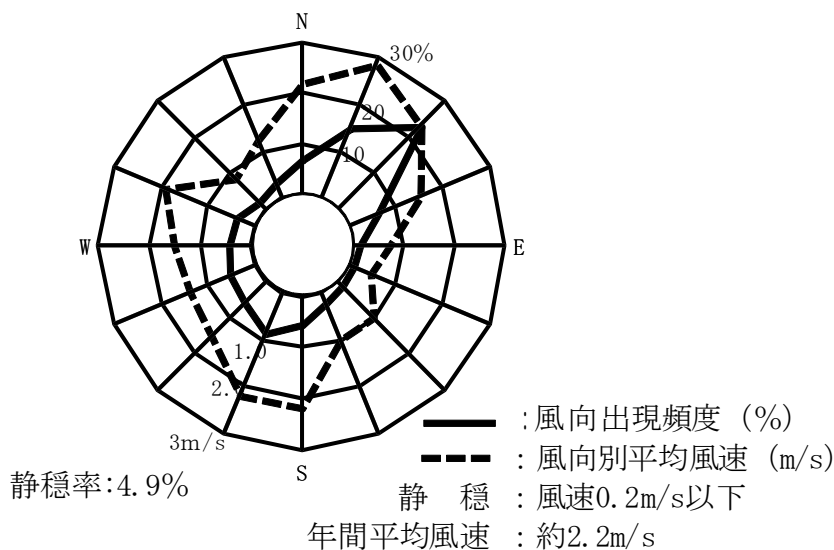 N
30%
20
10
W
E
1.0
2.
3m/s
S
:風向出現頻度 (%)
:風向別平均風速 (m/s)
静穏率:4.9%
静 穏 :風速0.2m/s以下
年間平均風速 :約2.2m/s